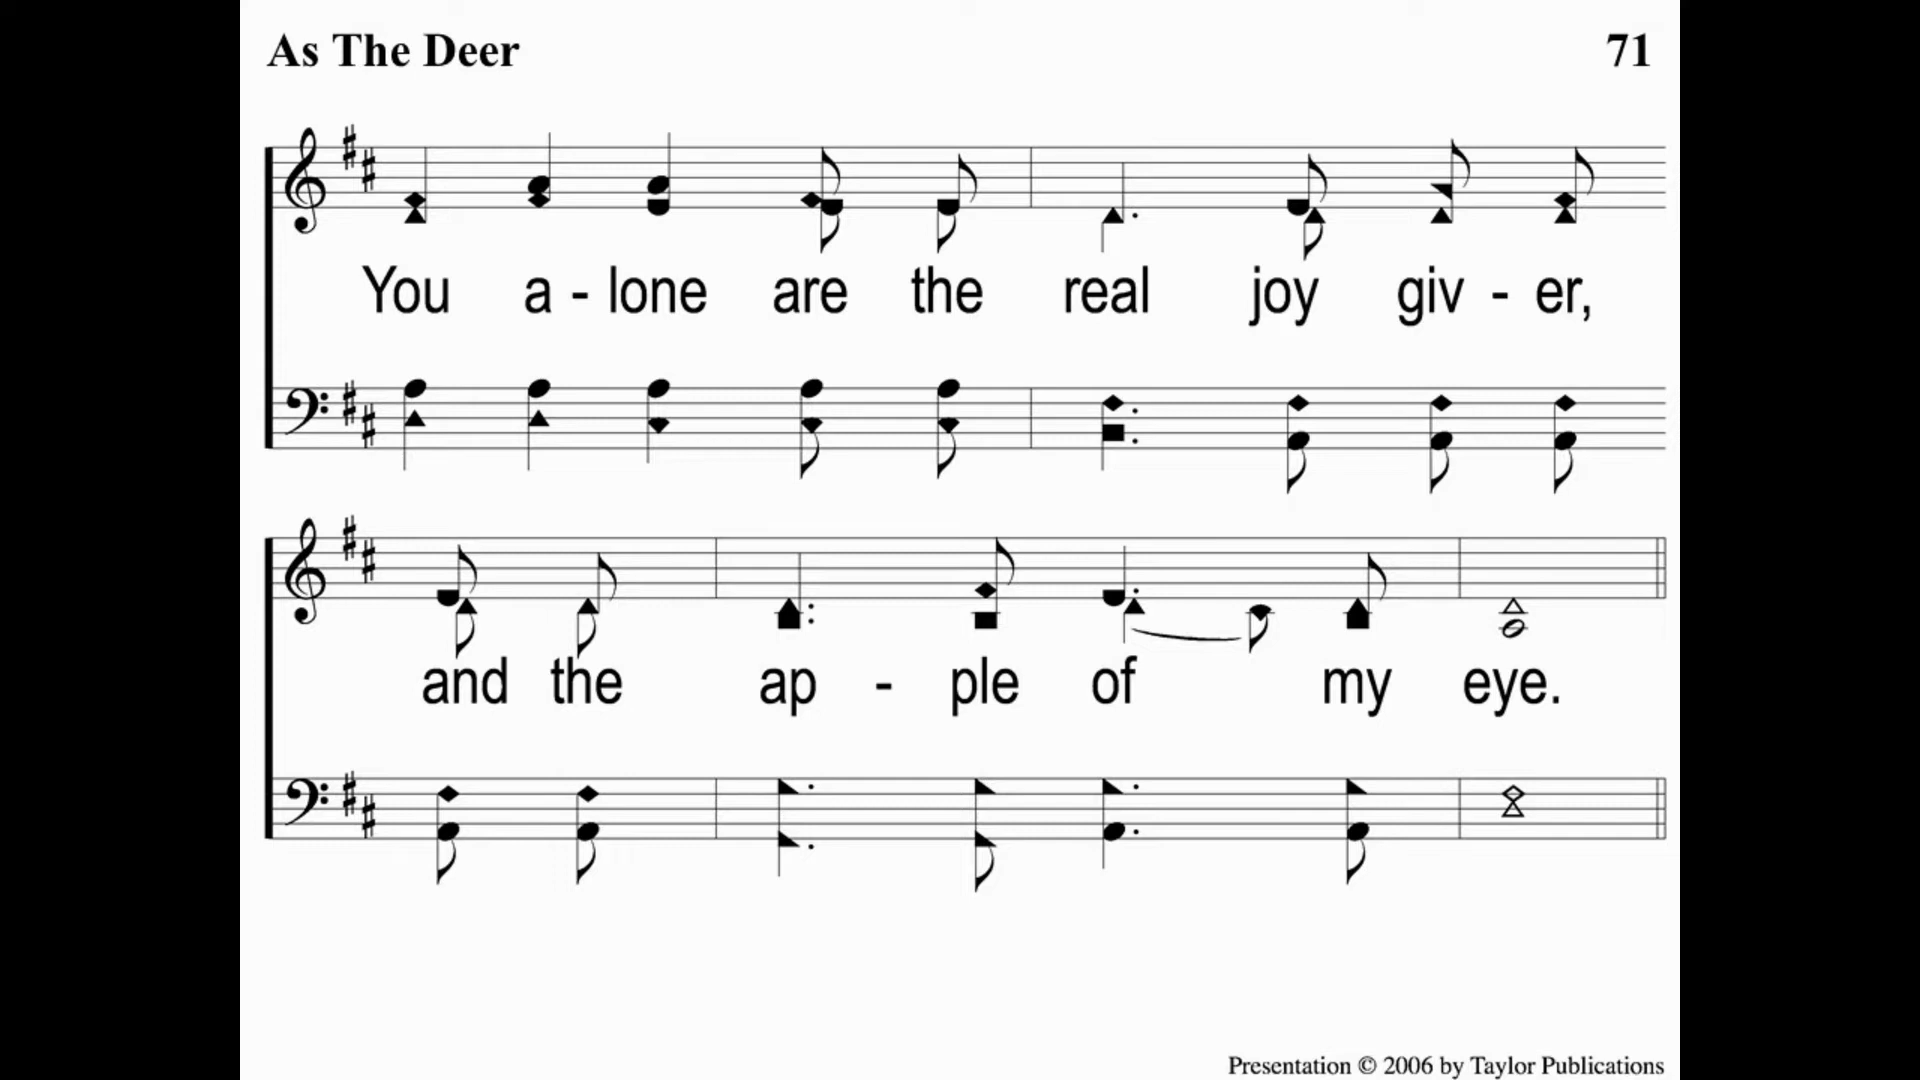 As The Deer 71
You a - lone are the real joy giv - er,
and the ap - ple of my eye.
Presentation © 2006 by Taylor Publications